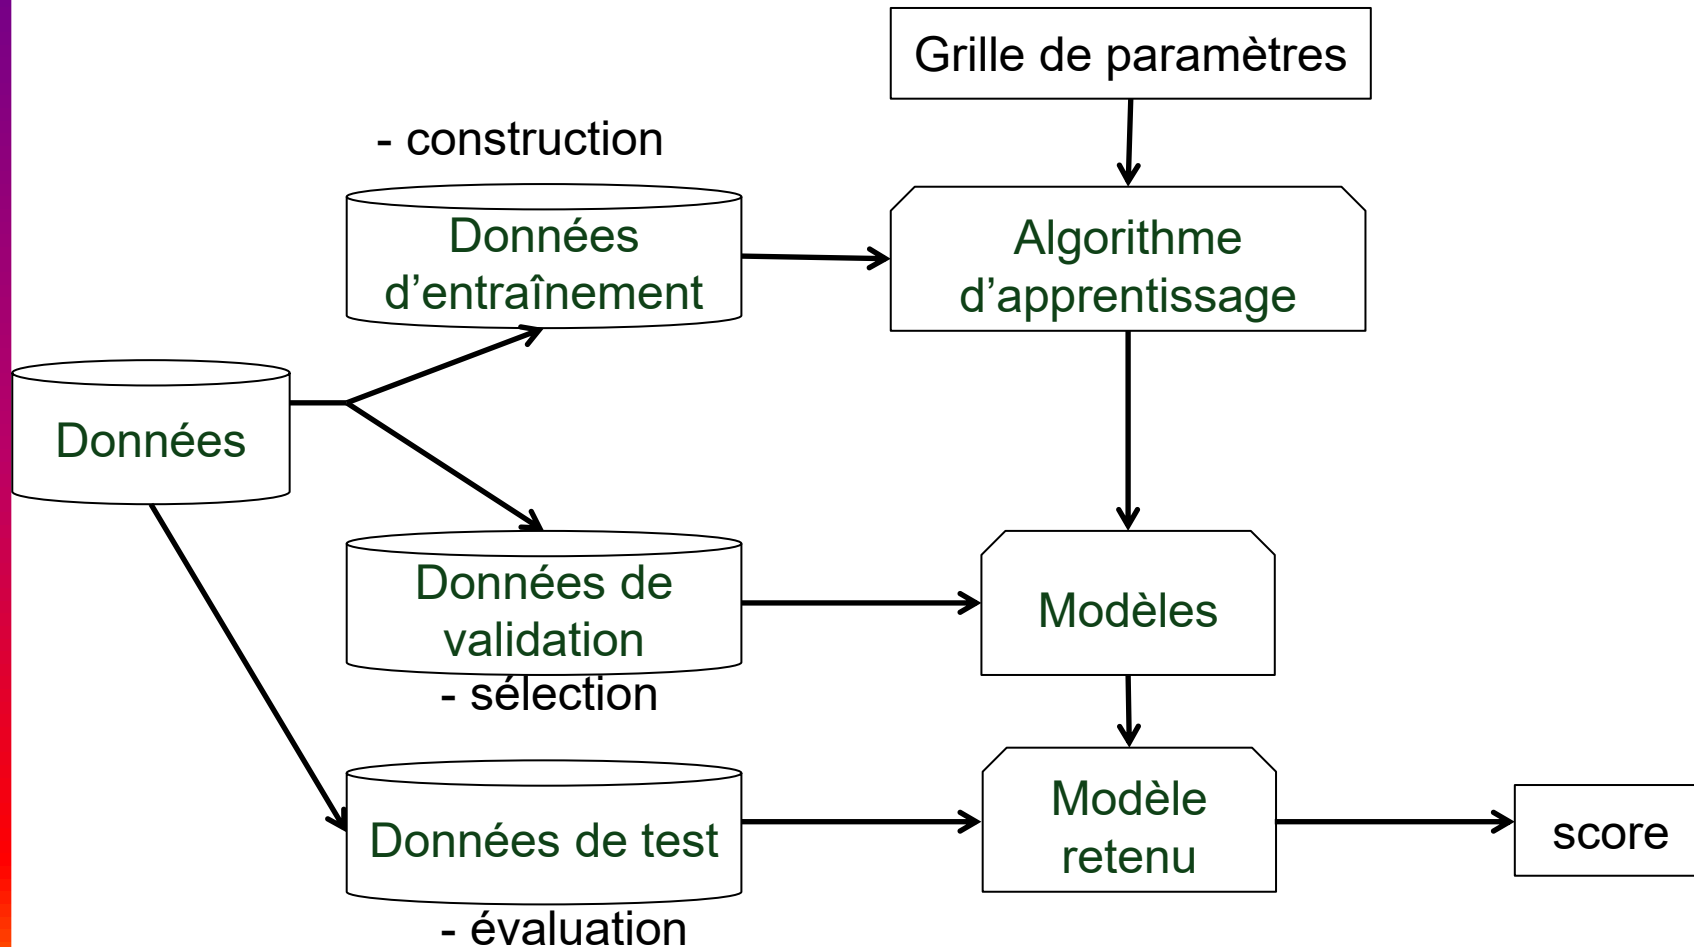 Grille de paramètres
- construction
Données
d’entraînement
Algorithme
d’apprentissage
Données
Données de
validation
- sélection
Modèles
Données de test
- évaluation
Modèle
retenu
score